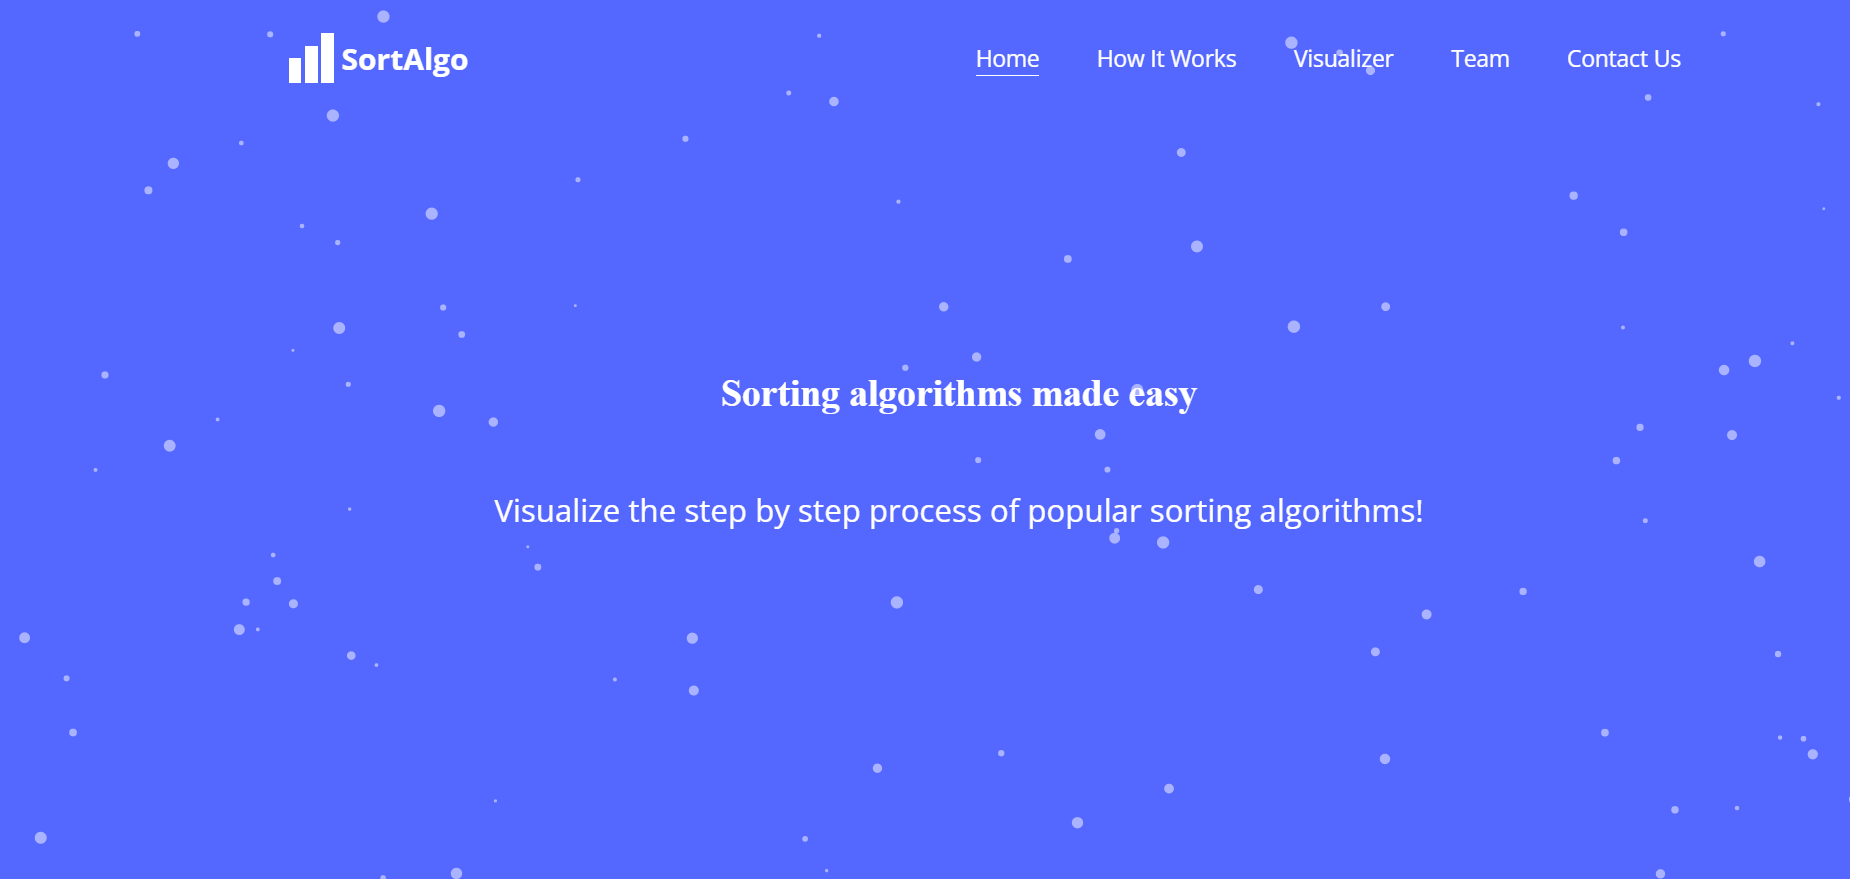 SortAlgo
Home How It Works Visualizer Team Contact Us
Sorting algorithms made easy
Visualize the step by step process of popular sorting algorithms!